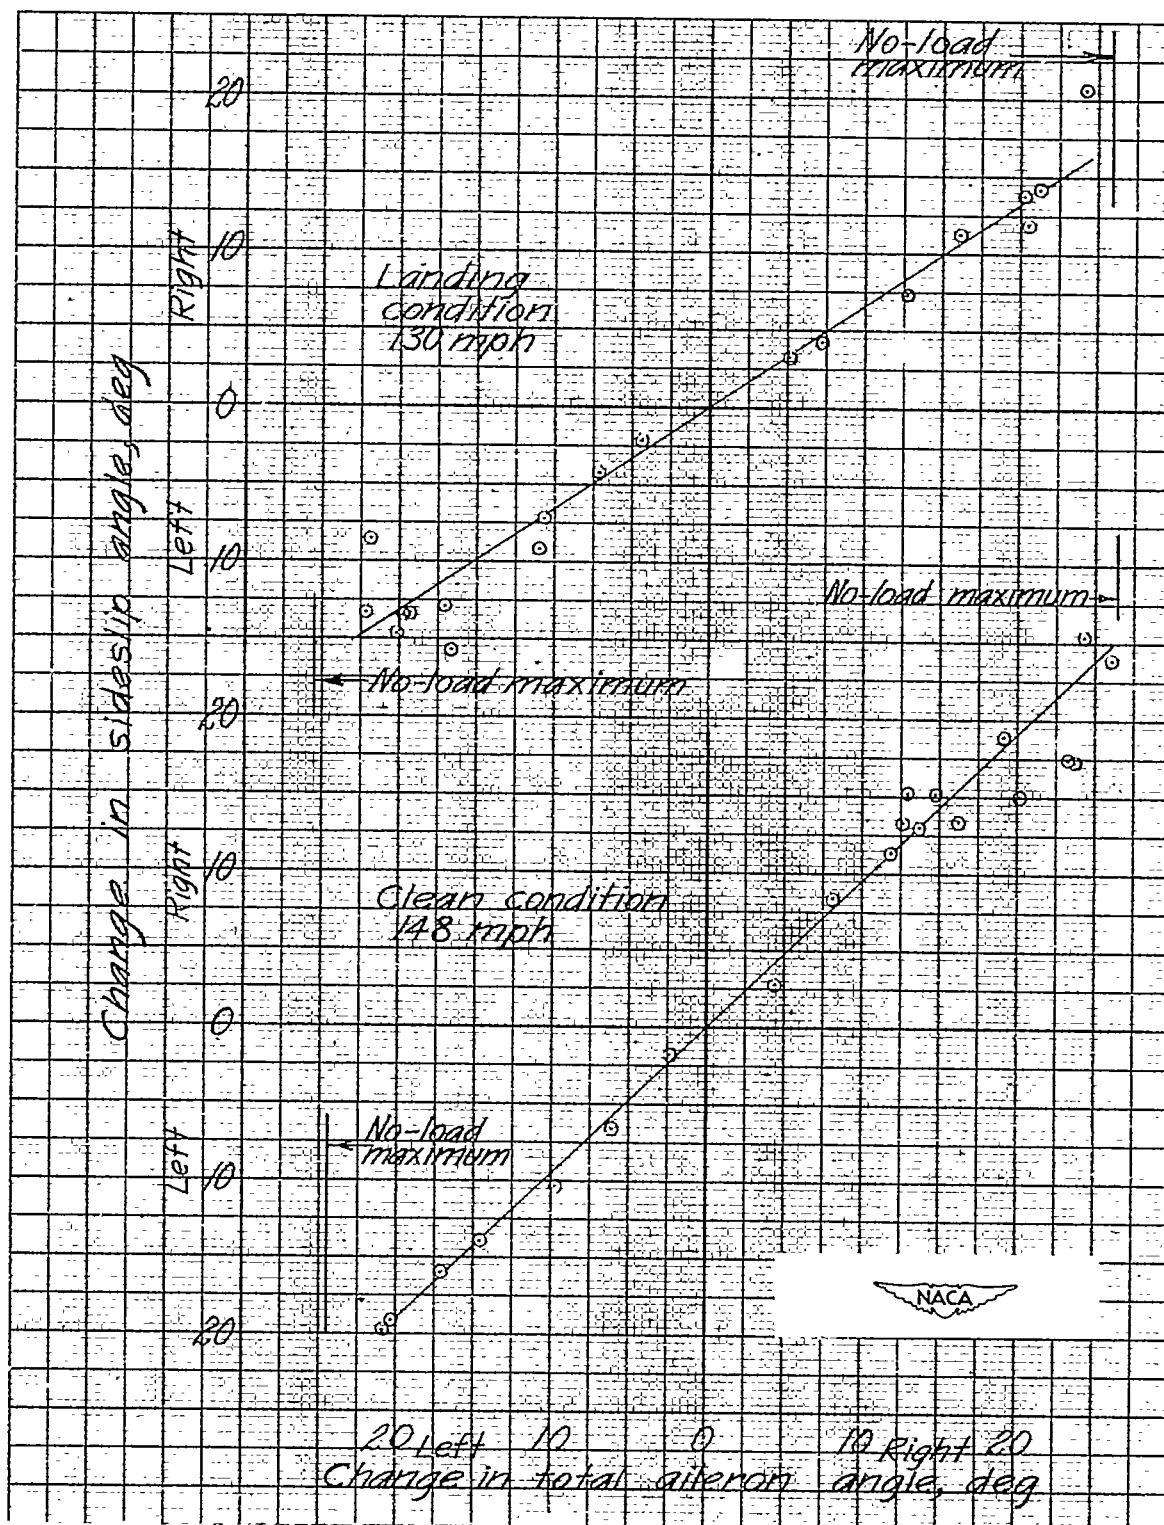 No-load
maximum
20
10
Right
Landing
condition
130 mph
0
Left
10
No-load maximum
No-load maximum
20
Change in sideslip angle, deg
10
Right
Clean condition
148 mph
0
No-load
maximum
Left
10
NACA
20
20 Left 10 0 10 Right 20
Change in total aileron angle, deg